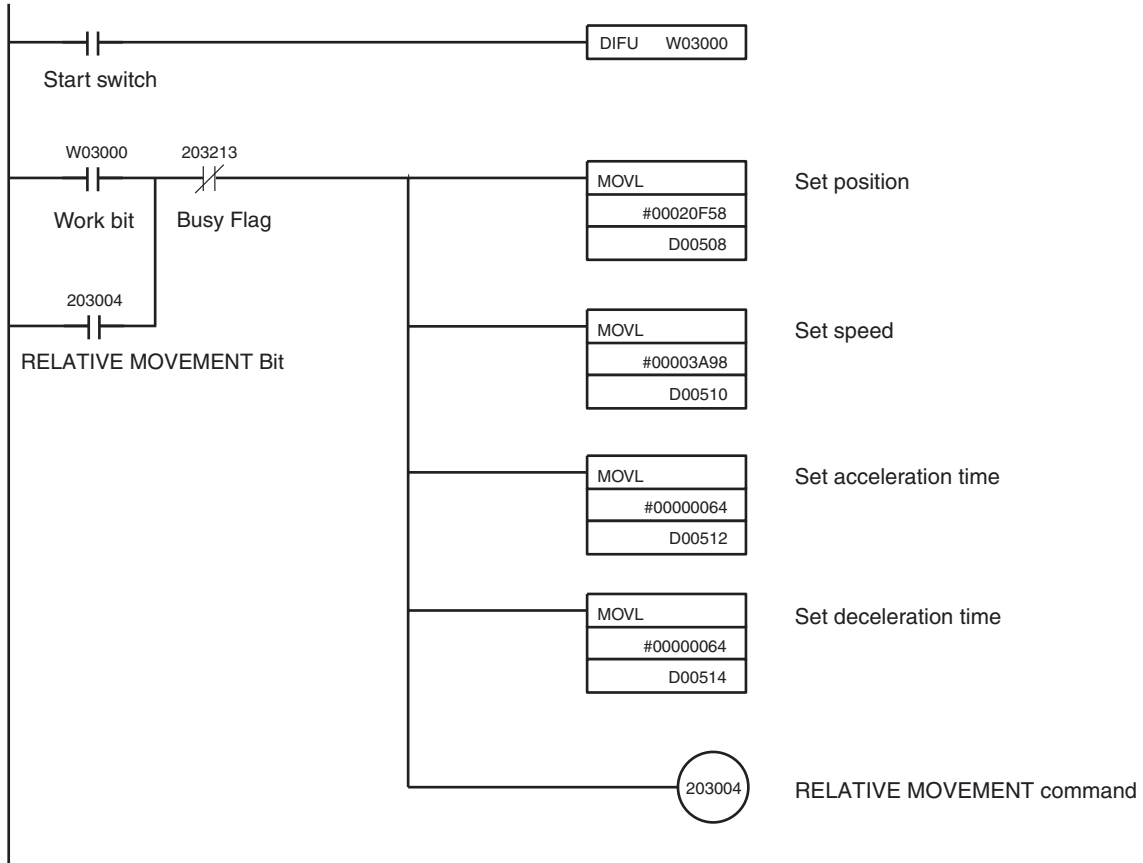 DIFU W03000
Start switch
W03000 203213
Work bit Busy Flag
MOVL Set position
#00020F58
D00508
203004
RELATIVE MOVEMENT Bit
MOVL Set speed
#00003A98
D00510
MOVL Set acceleration time
#00000064
D00512
MOVL Set deceleration time
#00000064
D00514
203004 RELATIVE MOVEMENT command